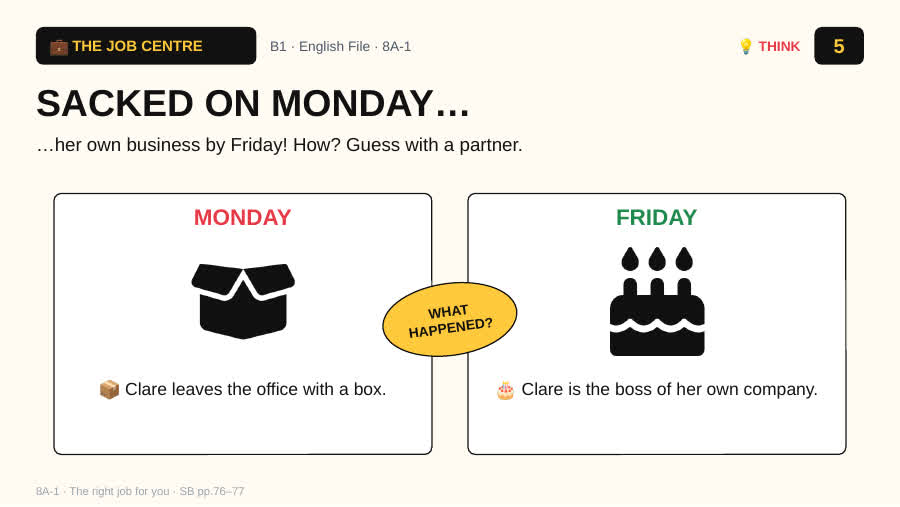 💼 THE JOB CENTRE
B1 · English File · 8A-1
💡 THINK
5
SACKED ON MONDAY…
…her own business by Friday! How? Guess with a partner.
MONDAY
FRIDAY
WHAT
HAPPENED?
📦 Clare leaves the office with a box.
🎂 Clare is the boss of her own company.
8A-1 · The right job for you · SB pp.76–77